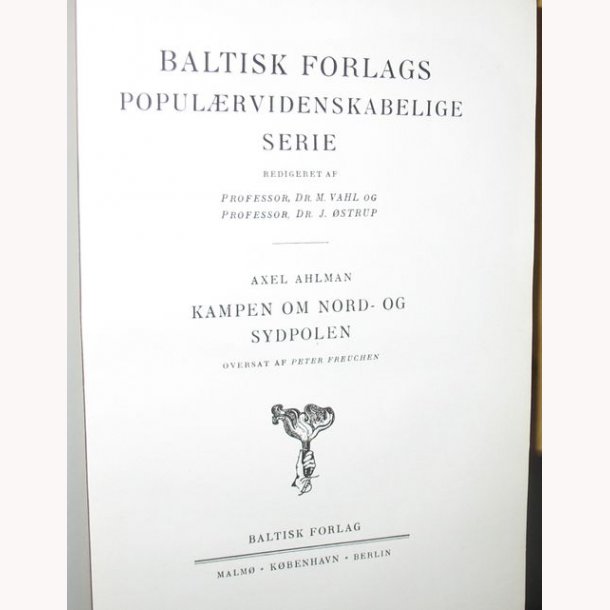 BALTISK FORLAGS
POPULÆRVIDENSKABELIGE
SERIE
REDIGERET AF
PROFESSOR, DR. M. VAHL OG
PROFESSOR, DR. J. ØSTRUP
AXEL AHLMAN
KAMPEN OM NORD- OG
SYDPOLEN
OVERSAT AF PETER FREUCHEN
BALTISK FORLAG
MALMØ · KØBENHAVN · BERLIN